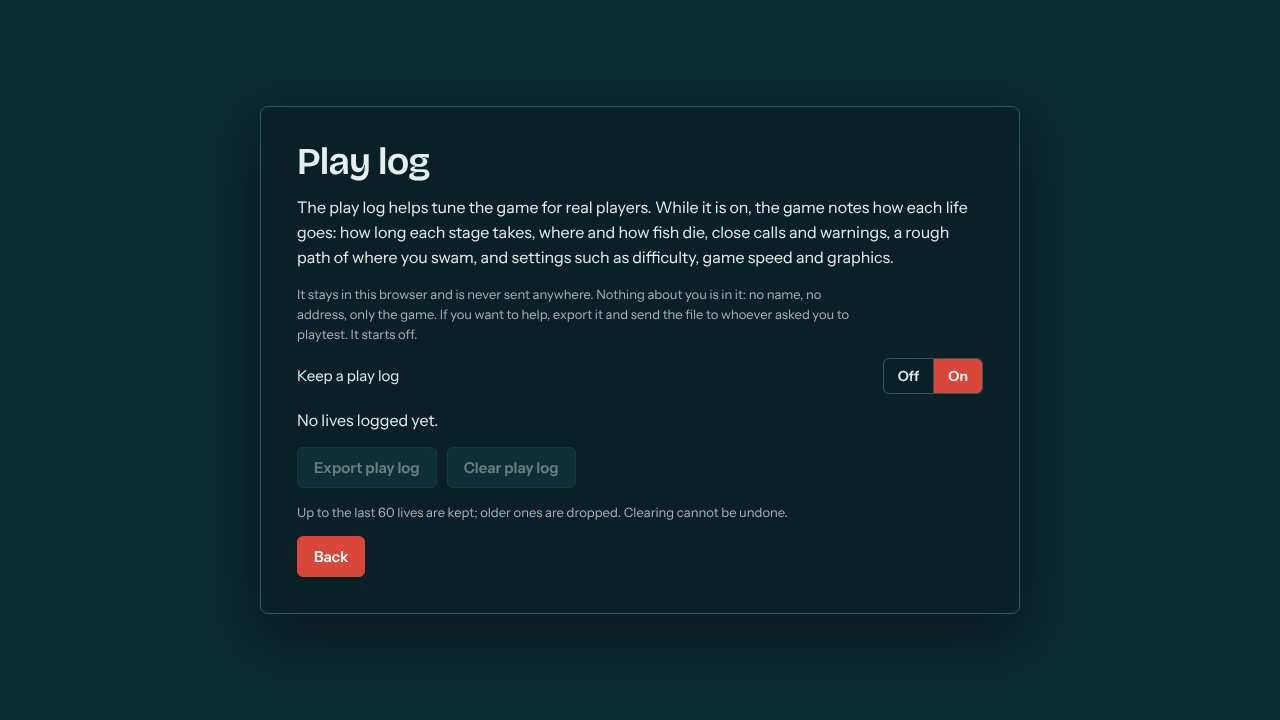 Play log
The play log helps tune the game for real players. While it is on, the game notes how each life
goes: how long each stage takes, where and how fish die, close calls and warnings, a rough
path of where you swam, and settings such as difficulty, game speed and graphics.
It stays in this browser and is never sent anywhere. Nothing about you is in it: no name, no
address, only the game. If you want to help, export it and send the file to whoever asked you to
playtest. It starts off.
Keep a play log
Off On
No lives logged yet.
Export play log Clear play log
Up to the last 60 lives are kept; older ones are dropped. Clearing cannot be undone.
Back